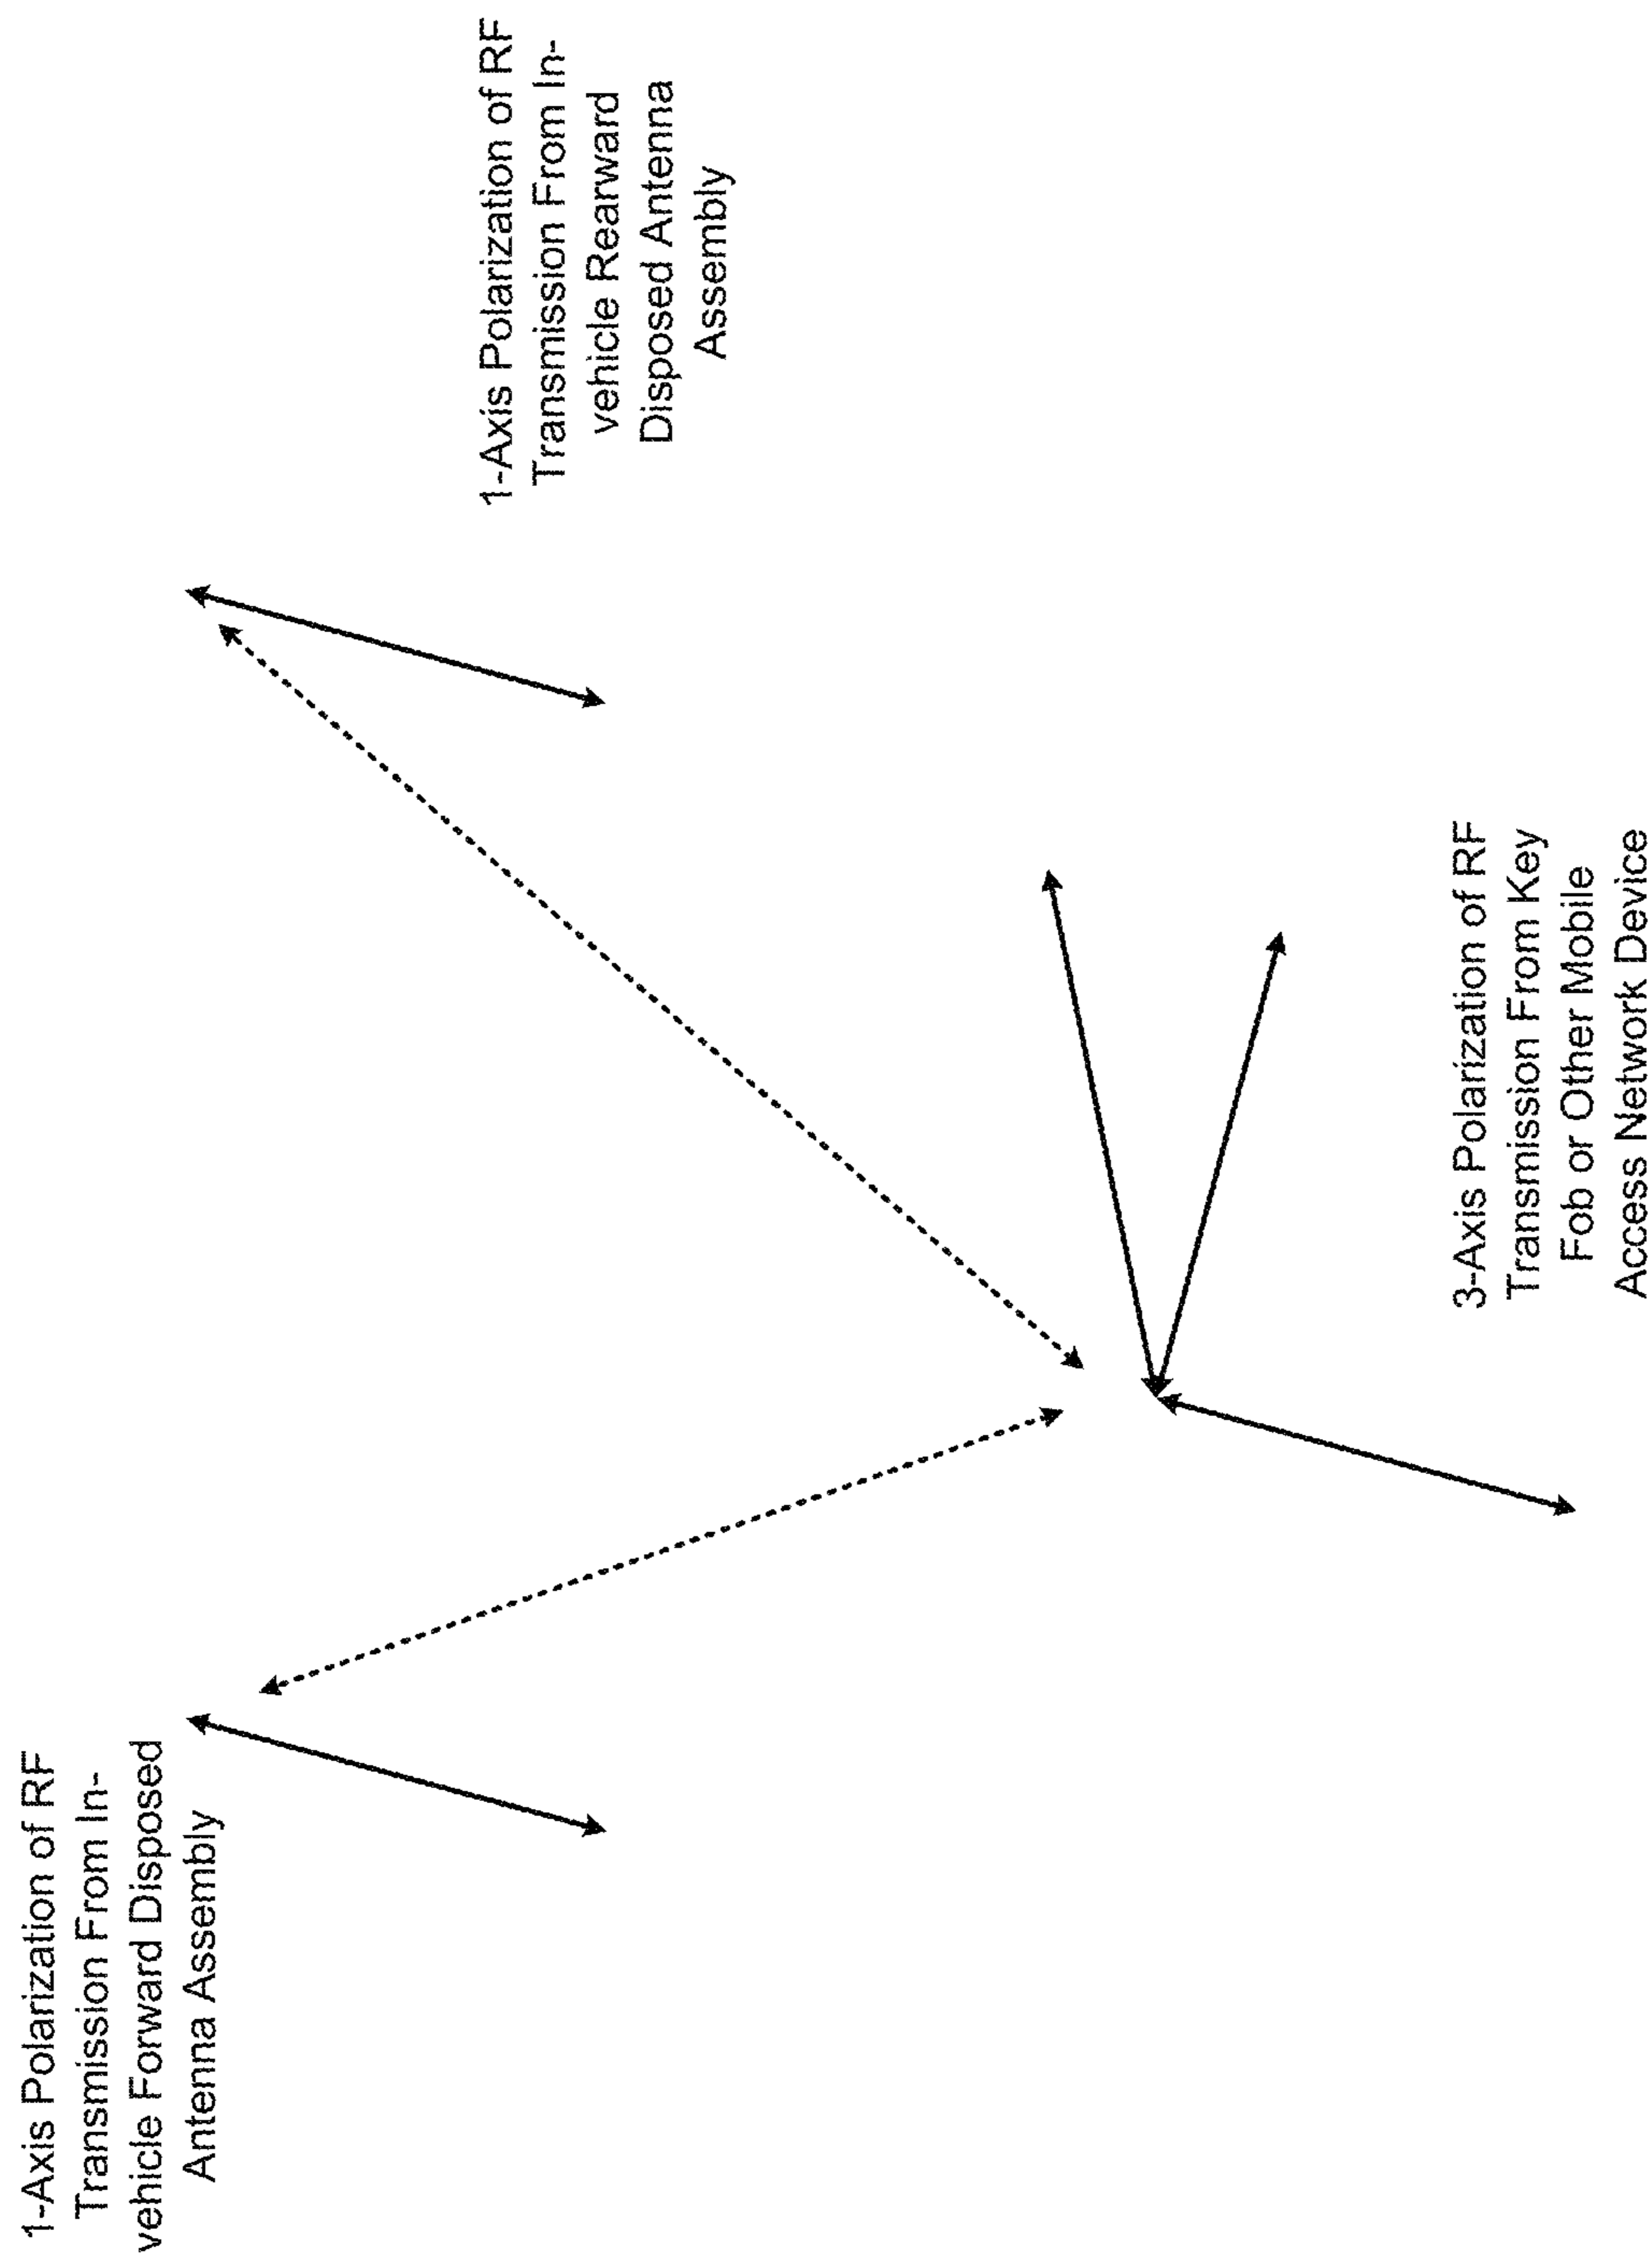 1-Axis Polarization of RF
Transmission From In-
vehicle Forward Disposed
Antenna Assembly
1-Axis Polarization of RF
Transmission From In-
vehicle Rearward
Disposed Antenna
Assembly
3-Axis Polarization of RF
Transmission From Key
Fob or Other Mobile
Access Network Device